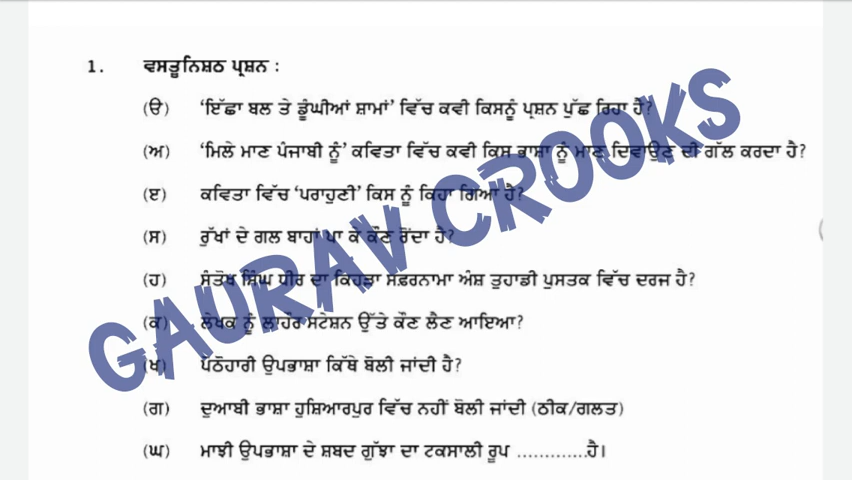 1. ਵਸਤੂਨਿਸ਼ਠ ਪ੍ਰਸ਼ਨ :
(ੳ) 'ਇੱਛਾ ਬਲ ਤੇ ਡੂੰਘੀਆਂ ਸ਼ਾਮਾਂ' ਵਿੱਚ ਕਵੀ ਕਿਸਨੂੰ ਪ੍ਰਸ਼ਨ ਪੁੱਛ ਰਿਹਾ ਹੈ?
(ਅ) 'ਮਿਲੇ ਮਾਣ ਪੰਜਾਬੀ ਨੂੰ' ਕਵਿਤਾ ਵਿੱਚ ਕਵੀ ਕਿਸ ਭਾਸ਼ਾ ਨੂੰ ਮਾਣ ਦਿਵਾਉਣ ਦੀ ਗੱਲ ਕਰਦਾ ਹੈ?
(ੲ) ਕਵਿਤਾ ਵਿੱਚ 'ਪਰਾਹੁਣੀ' ਕਿਸ ਨੂੰ ਕਿਹਾ ਗਿਆ ਹੈ?
(ਸ) ਰੁੱਖਾਂ ਦੇ ਗਲ ਬਾਹਾਂ ਪਾ ਕੇ ਕੌਣ ਰੋਂਦਾ ਹੈ?
(ਹ) ਸੰਤੋਖ ਸਿੰਘ ਧੀਰ ਦਾ ਕਿਹੜਾ ਸਫ਼ਰਨਾਮਾ ਅੰਸ਼ ਤੁਹਾਡੀ ਪੁਸਤਕ ਵਿੱਚ ਦਰਜ ਹੈ?
(ਕ) ਲੇਖਕ ਨੂੰ ਲਾਹੌਰ ਸਟੇਸ਼ਨ ਉੱਤੇ ਕੌਣ ਲੈਣ ਆਇਆ?
(ਖ) ਪੋਠੋਹਾਰੀ ਉਪਭਾਸ਼ਾ ਕਿੱਥੇ ਬੋਲੀ ਜਾਂਦੀ ਹੈ?
(ਗ) ਦੁਆਬੀ ਭਾਸ਼ਾ ਹੁਸ਼ਿਆਰਪੁਰ ਵਿੱਚ ਨਹੀਂ ਬੋਲੀ ਜਾਂਦੀ (ਠੀਕ/ਗਲਤ)
(ਘ) ਮਾਝੀ ਉਪਭਾਸ਼ਾ ਦੇ ਸ਼ਬਦ ਗੁੱਝਾ ਦਾ ਟਕਸਾਲੀ ਰੂਪ .............ਹੈ।
GAURAV CROOKS